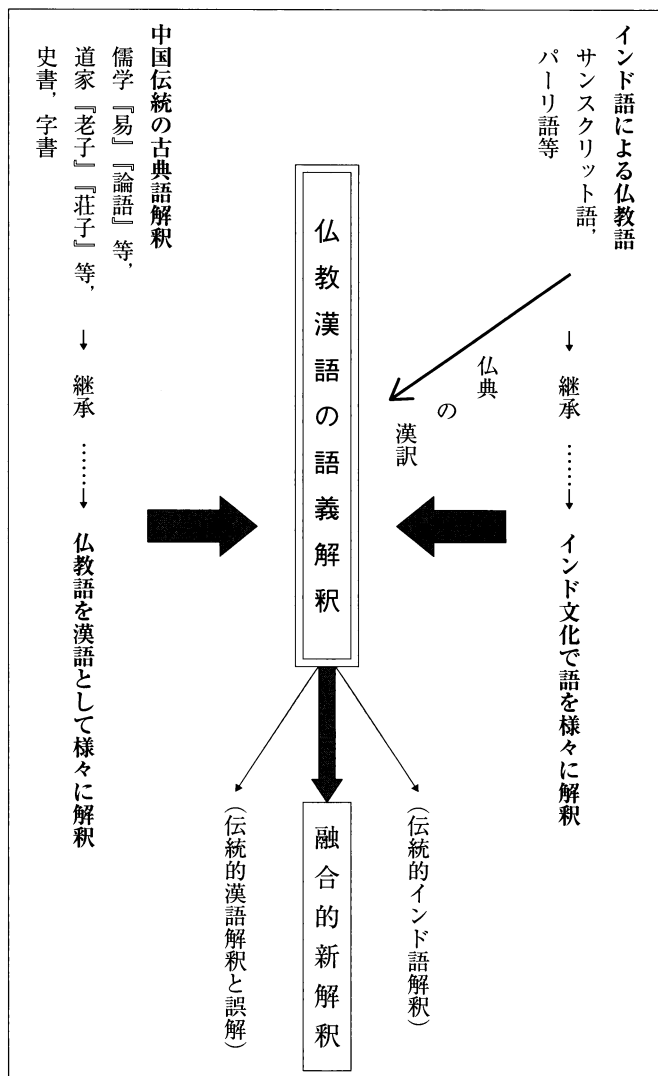 インド語による仏教語
サンスクリット語，
パーリ語等
→ 継承 ……→ インド文化で語を様々に解釈
仏典
の
漢訳
(伝統的インド語解釈)
仏教漢語の語義解釈
融合的新解釈
(伝統的漢語解釈と誤解)
中国伝統の古典語解釈
儒学『易』『論語』等，
道家『老子』『荘子』等，
史書，字書
→ 継承 ……→ 仏教語を漢語として様々に解釈